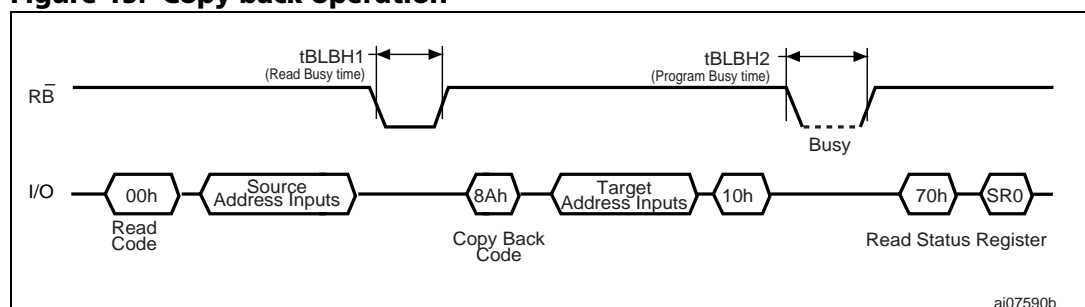 Figure 13. Copy back operation
tBLBH1
(Read Busy time)
tBLBH2
(Program Busy time)
RB̅
Busy
I/O
00h
Source
Address Inputs
8Ah
Target
Address Inputs
10h
70h
SR0
Read
Code
Copy Back
Code
Read Status Register
ai07590b